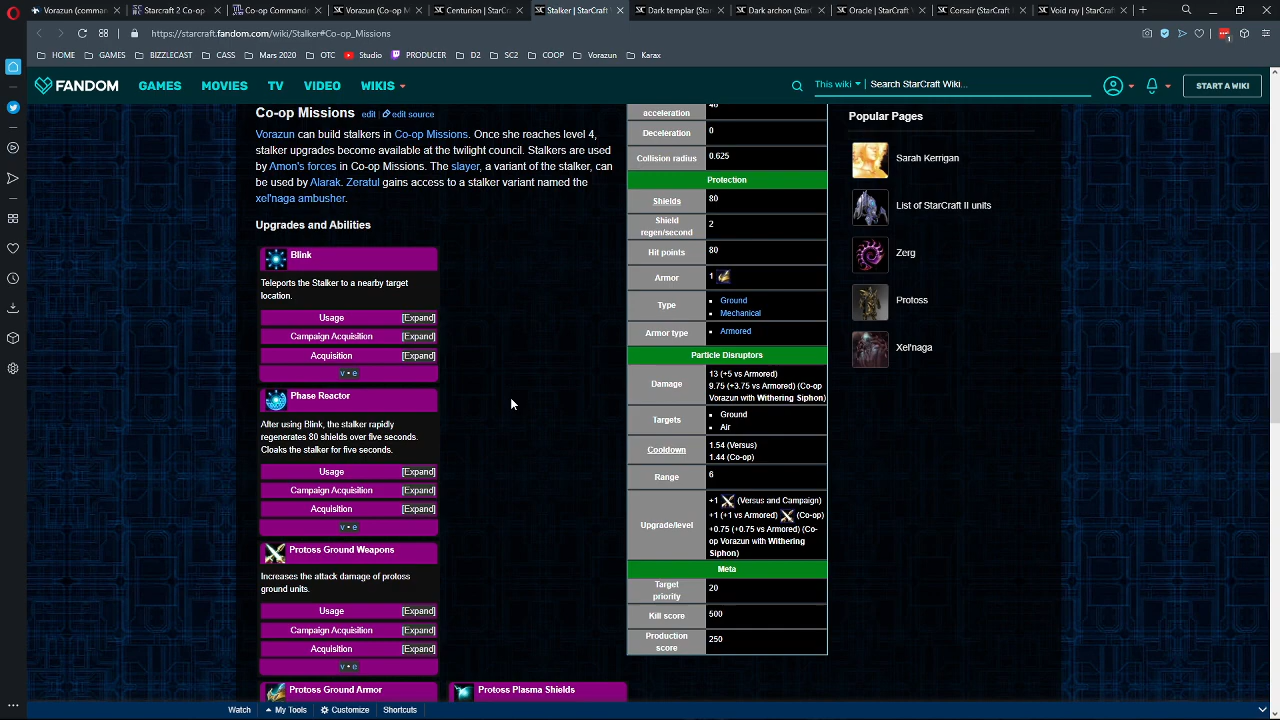 Vorazun (comman
Starcraft 2 Co-op
Co-op Commande
Vorazun (Co-op M
Centurion | StarCr
Stalker | StarCraft
Dark templar (Star
Dark archon (StarC
Oracle | StarCraft
Corsair (StarCraft
Void ray | StarCraf
https://starcraft.fandom.com/wiki/Stalker#Co-op_Missions
1
HOME
GAMES
BIZZLECAST
CASS
Mars 2020
OTC
Studio
PRODUCER
D2
SC2
COOP
Vorazun
Karax
FANDOM
GAMES
MOVIES
TV
VIDEO
WIKIS
This wiki
Search StarCraft Wiki...
START A WIKI
Co-op Missions edit edit source
Vorazun can build stalkers in Co-op Missions. Once she reaches level 4,
stalker upgrades become available at the twilight council. Stalkers are used
by Amon's forces in Co-op Missions. The slayer, a variant of the stalker, can
be used by Alarak. Zeratul gains access to a stalker variant named the
xel'naga ambusher.
Upgrades and Abilities
Blink
Teleports the Stalker to a nearby target
location.
Usage [Expand]
Campaign Acquisition [Expand]
Acquisition [Expand]
v • e
Phase Reactor
After using Blink, the stalker rapidly
regenerates 80 shields over five seconds.
Cloaks the stalker for five seconds.
Usage [Expand]
Campaign Acquisition [Expand]
Acquisition [Expand]
v • e
Protoss Ground Weapons
Increases the attack damage of protoss
ground units.
Usage [Expand]
Campaign Acquisition [Expand]
Acquisition [Expand]
v • e
Protoss Ground Armor
Protoss Plasma Shields
acceleration
Deceleration 0
Collision radius 0.625
Protection
Shields 80
Shield
regen/second 2
Hit points 80
Armor 1
Type
Ground
Mechanical
Armor type
Armored
Particle Disruptors
Damage
13 (+5 vs Armored)
9.75 (+3.75 vs Armored) (Co-op
Vorazun with Withering Siphon)
Targets
Ground
Air
Cooldown
1.54 (Versus)
1.44 (Co-op)
Range 6
Upgrade/level
+1 (Versus and Campaign)
+1 (+1 vs Armored) (Co-op)
+0.75 (+0.75 vs Armored) (Co-
op Vorazun with Withering
Siphon)
Meta
Target
priority 20
Kill score 500
Production
score 250
Popular Pages
Sarah Kerrigan
List of StarCraft II units
Zerg
Protoss
Xel'naga
Watch
My Tools
Customize
Shortcuts